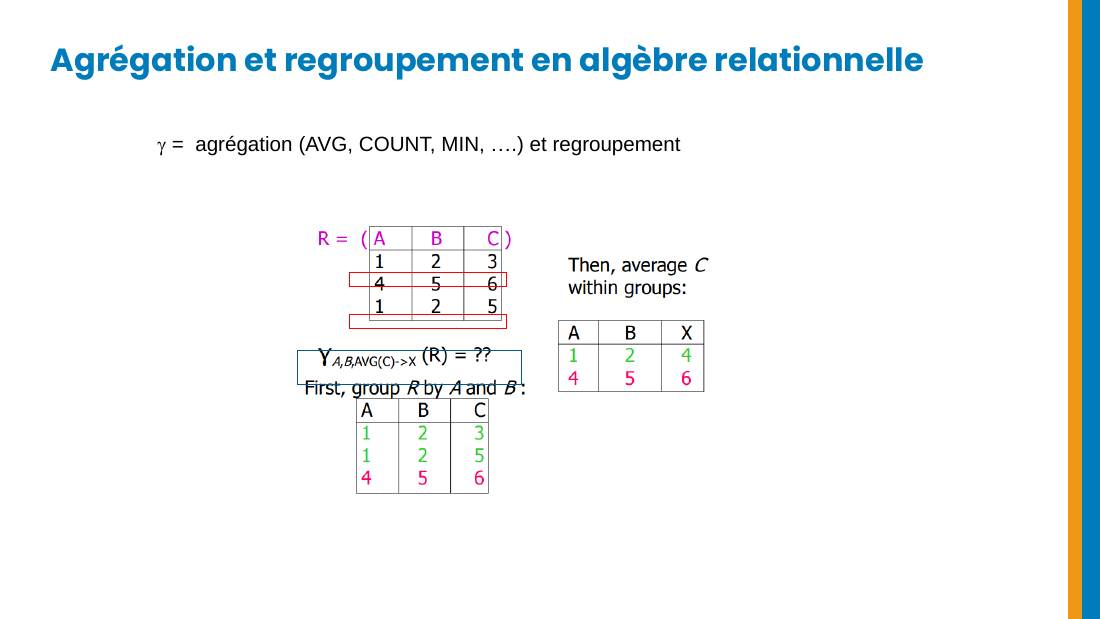 Agrégation et regroupement en algèbre relationnelle
γ = agrégation (AVG, COUNT, MIN, ….) et regroupement
R = ( A B C )
1 2 3
4 5 6
1 2 5
γA,B,AVG(C)->X (R) = ??
First, group R by A and B :
A B C
1 2 3
1 2 5
4 5 6
Then, average C
within groups:
A B X
1 2 4
4 5 6